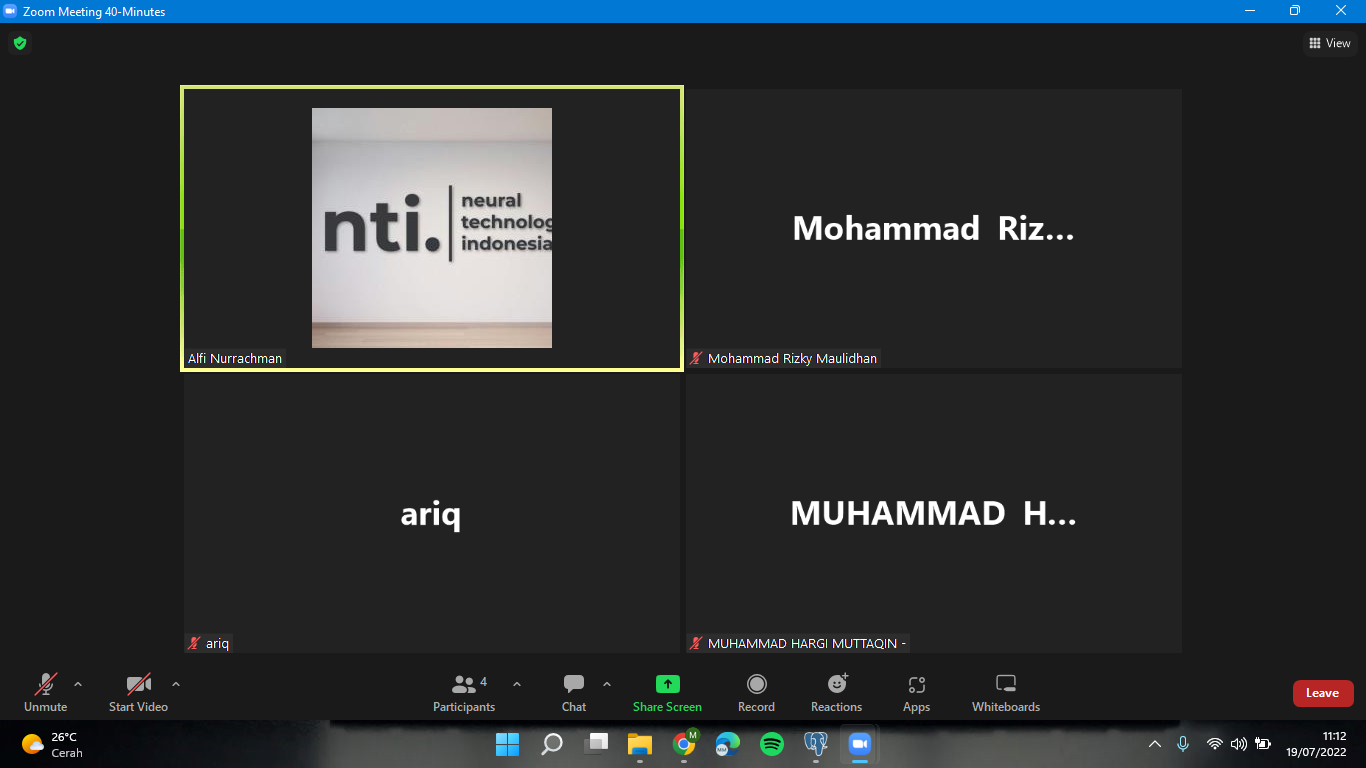 Zoom Meeting 40-Minutes
View
nti.
neural
technolog
indonesia
Alfi Nurrachman
Mohammad Riz...
Mohammad Rizky Maulidhan
ariq
ariq
MUHAMMAD H...
MUHAMMAD HARGI MUTTAQIN -
Unmute
Start Video
4
Participants
Chat
Share Screen
Record
Reactions
Apps
Whiteboards
Leave
26°C
Cerah
M
MM
11:12
19/07/2022